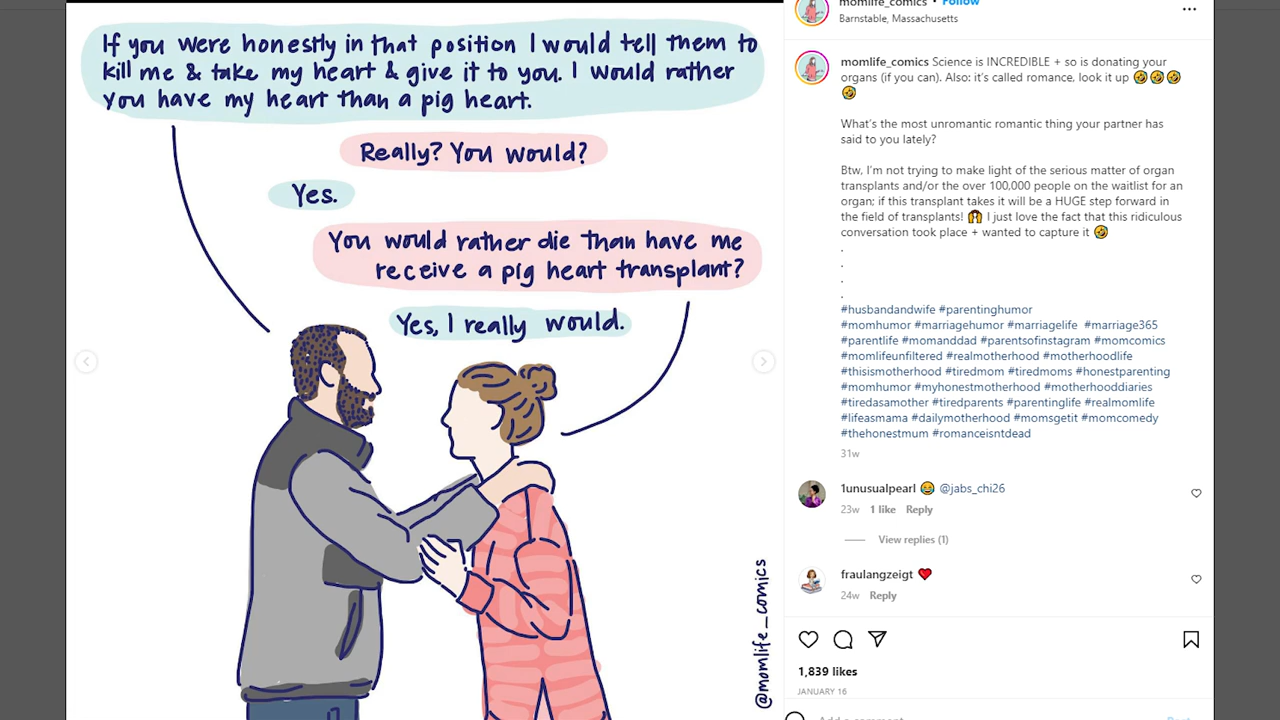 If you were honestly in that position I would tell them to
kill me & take my heart & give it to you. I would rather
you have my heart than a pig heart.
Really? You would?
Yes.
You would rather die than have me
receive a pig heart transplant?
Yes, I really would.
@momlife_comics
momlife_comics • Follow
Barnstable, Massachusetts
momlife_comics Science is INCREDIBLE + so is donating your
organs (if you can). Also: it's called romance, look it up 🤣🤣🤣
🤣
What's the most unromantic romantic thing your partner has
said to you lately?
Btw, I'm not trying to make light of the serious matter of organ
transplants and/or the over 100,000 people on the waitlist for an
organ; if this transplant takes it will be a HUGE step forward in
the field of transplants! 🙌 I just love the fact that this ridiculous
conversation took place + wanted to capture it 🤣
.
.
.
.
#husbandandwife #parentinghumor
#momhumor #marriagehumor #marriagelife #marriage365
#parentlife #momanddad #parentsofinstagram #momcomics
#momlifeunfiltered #realmotherhood #motherhoodlife
#thisismotherhood #tiredmom #tiredmoms #honestparenting
#momhumor #myhonestmotherhood #motherhooddiaries
#tiredasamother #tiredparents #parentinglife #realmomlife
#lifeasmama #dailymotherhood #momsgetit #momcomedy
#thehonestmum #romanceisntdead
31w
1unusualpearl 😂 @jabs_chi26
23w 1 like Reply
View replies (1)
fraulangzeigt ❤️
24w Reply
1,839 likes
JANUARY 16
Add a comment...
Post